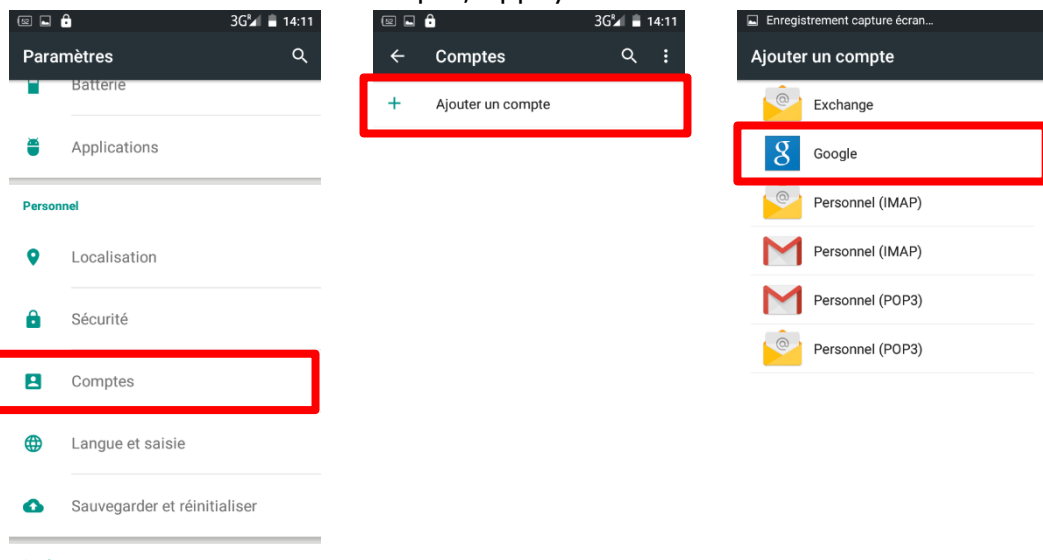 3G 14:11
Paramètres
Batterie
Applications
Personnel
Localisation
Sécurité
Comptes
Langue et saisie
Sauvegarder et réinitialiser
3G 14:11
Comptes
Ajouter un compte
Enregistrement capture écran...
Ajouter un compte
Exchange
Google
Personnel (IMAP)
Personnel (IMAP)
Personnel (POP3)
Personnel (POP3)